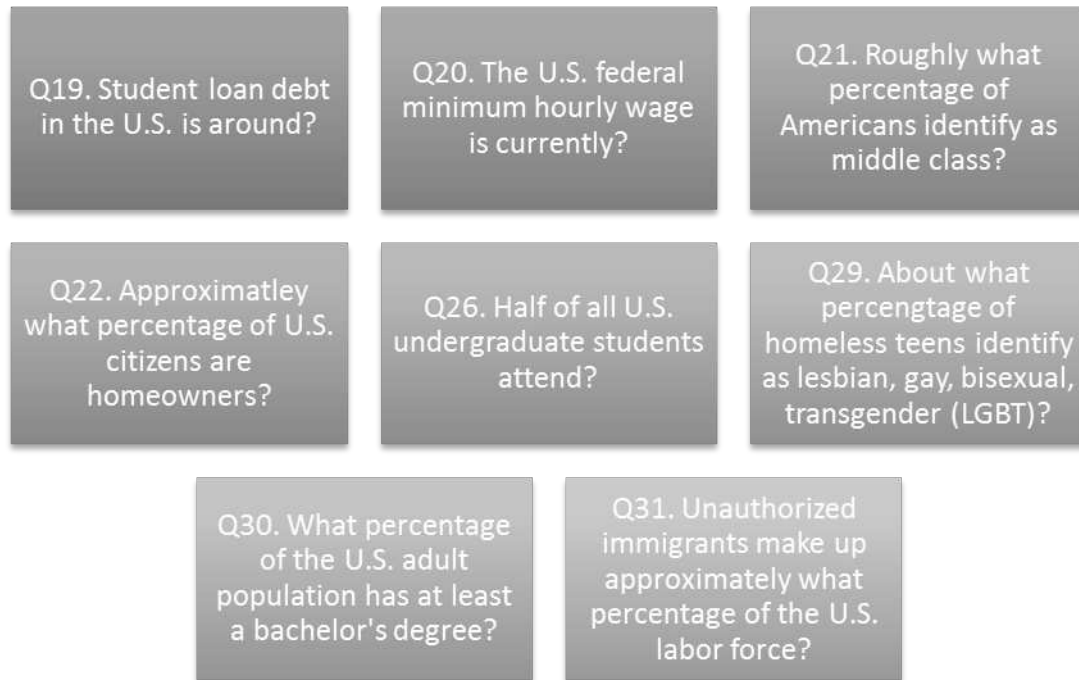 Q19. Student loan debt
in the U.S. is around?
Q20. The U.S. federal
minimum hourly wage
is currently?
Q21. Roughly what
percentage of
Americans identify as
middle class?
Q22. Approximatley
what percentage of U.S.
citizens are
homeowners?
Q26. Half of all U.S.
undergraduate students
attend?
Q29. About what
percengtage of
homeless teens identify
as lesbian, gay, bisexual,
transgender (LGBT)?
Q30. What percentage
of the U.S. adult
population has at least
a bachelor's degree?
Q31. Unauthorized
immigrants make up
approximately what
percentage of the U.S.
labor force?